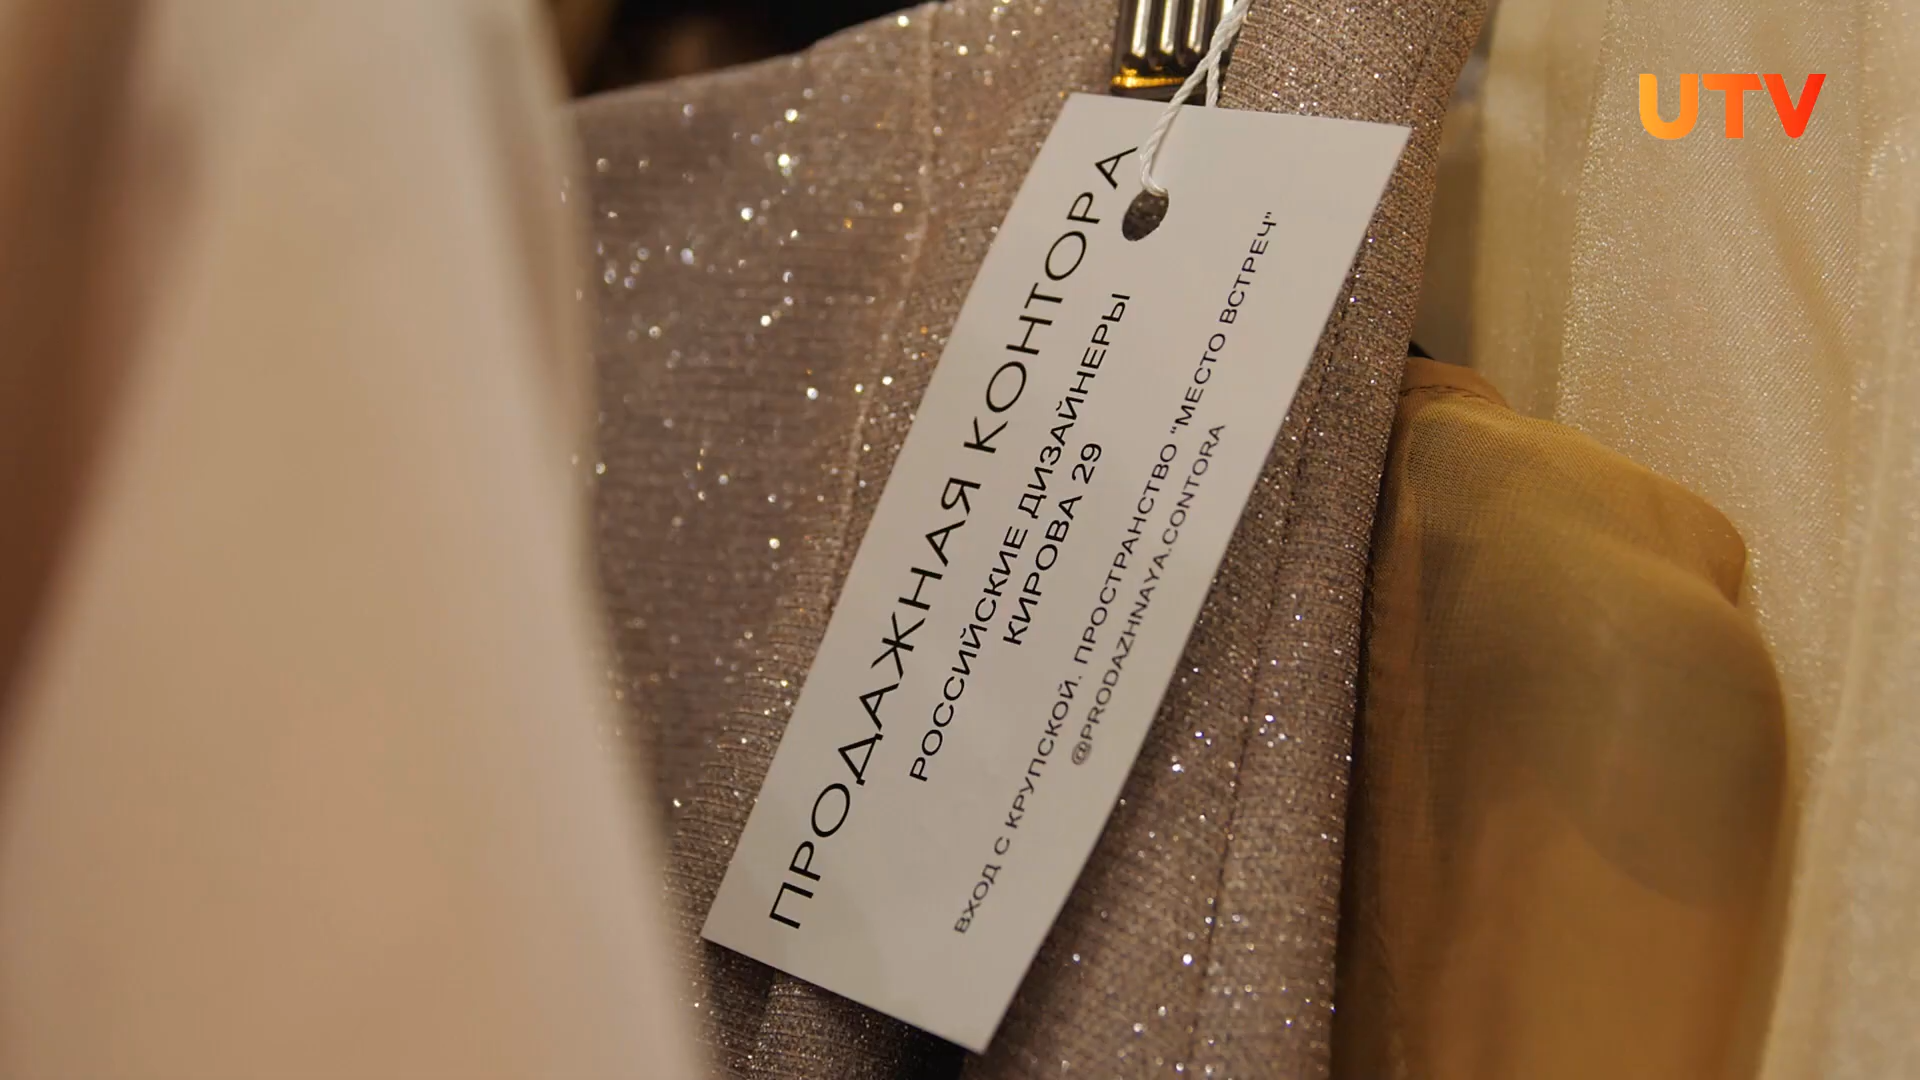 UTV
ПРОДАЖНАЯ КОНТОРА
РОССИЙСКИЕ ДИЗАЙНЕРЫ
КИРОВА 29
ВХОД С КРУПСКОЙ. ПРОСТРАНСТВО "МЕСТО ВСТРЕЧ"
@PRODAZHNAYA.CONTORA